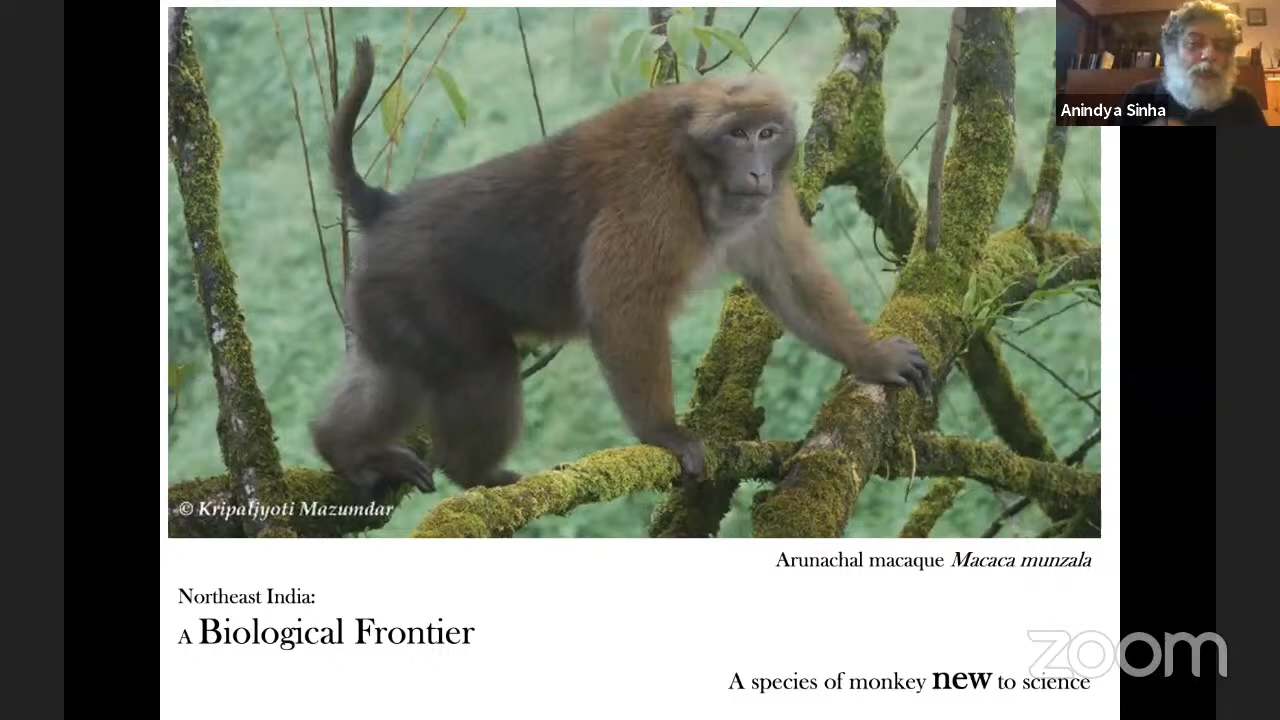 Anindya Sinha
© Kripaljyoti Mazumdar
Arunachal macaque Macaca munzala
Northeast India:
A Biological Frontier
zoom
A species of monkey new to science